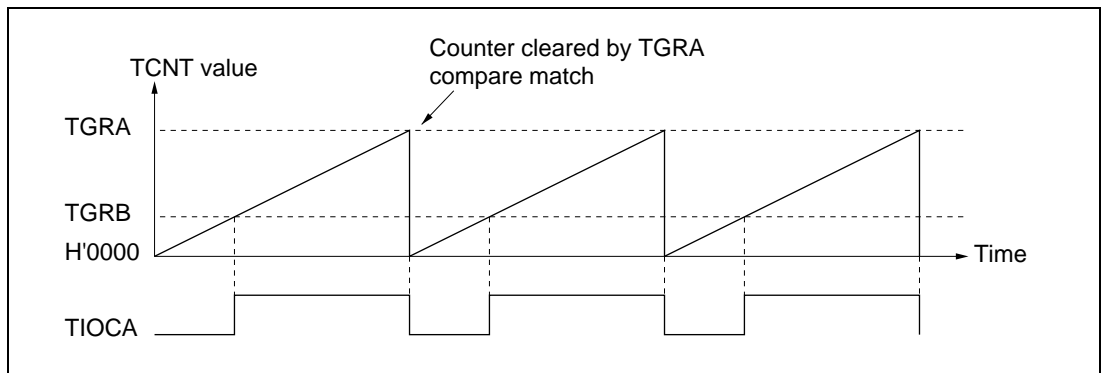 Counter cleared by TGRA
compare match
TCNT value
TGRA
TGRB
H'0000
Time
TIOCA